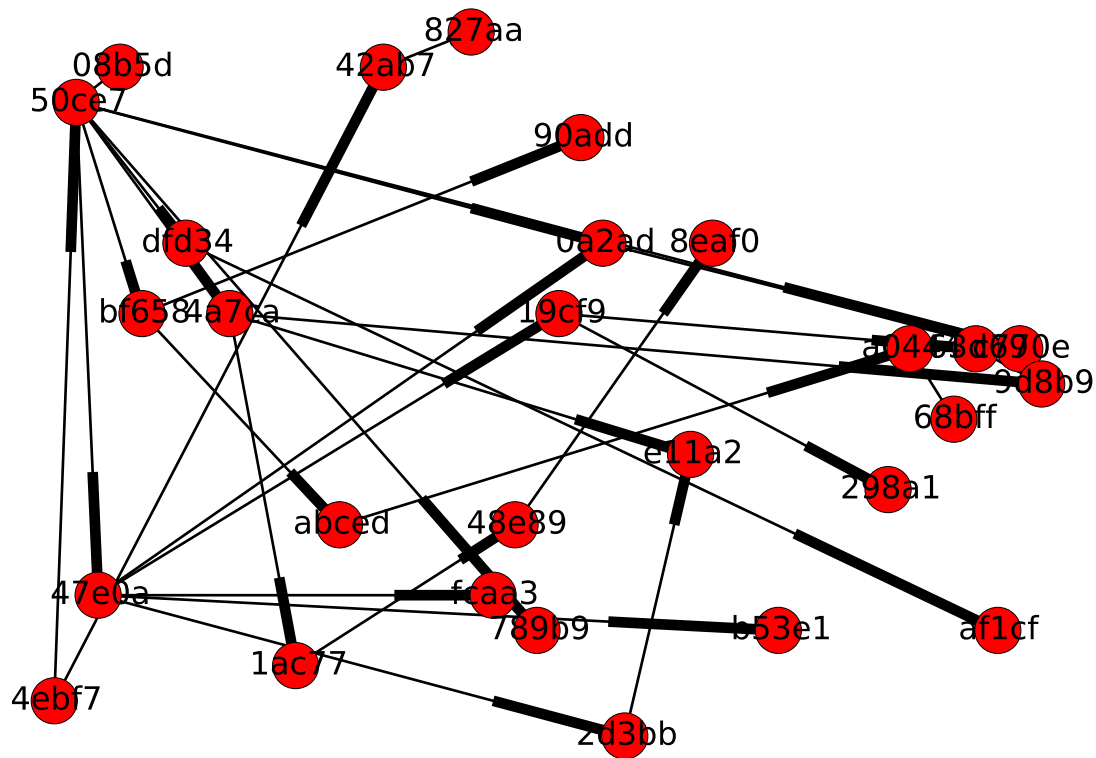 827aa
08b5d
42ab7
50ce
90add
dfd34
0a2ad
8eaf0
bf658
4a7ca
19cf9
9d8b9
68bff
e11a2
298a1
abced
48e89
47e0a
fcaa3
789b9
b53e1
af1cf
1ac77
4ebf7
2d3bb